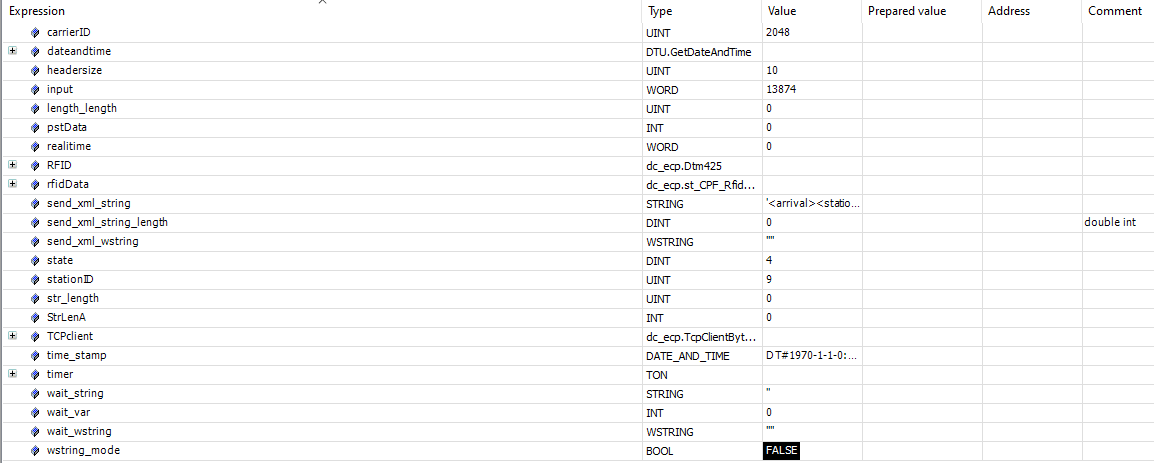 Expression Type Value Prepared value Address Comment
carrierID UINT 2048
dateandtime DTU.GetDateAndTime
headersize UINT 10
input WORD 13874
length_length UINT 0
pstData INT 0
realitime WORD 0
RFID dc_ecp.Dtm425
rfidData dc_ecp.st_CPF_Rfid...
send_xml_string STRING '<arrival><statio...
send_xml_string_length DINT 0 double int
send_xml_wstring WSTRING ""
state DINT 4
stationID UINT 9
str_length UINT 0
StrLenA INT 0
TCPclient dc_ecp.TcpClientByt...
time_stamp DATE_AND_TIME DT#1970-1-1-0:...
timer TON
wait_string STRING ''
wait_var INT 0
wait_wstring WSTRING ""
wstring_mode BOOL FALSE